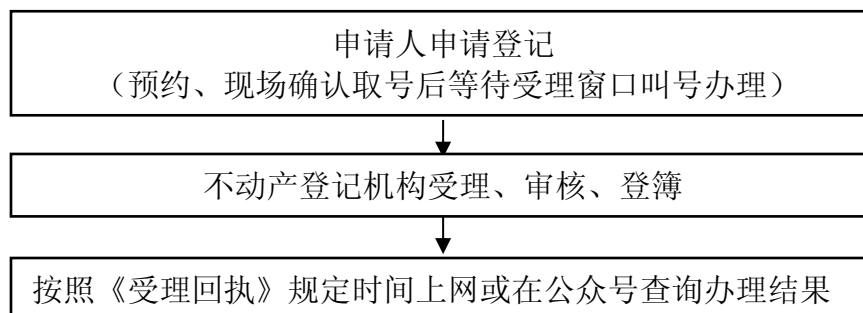 申请人申请登记
（预约、现场确认取号后等待受理窗口叫号办理）
不动产登记机构受理、审核、登簿
按照《受理回执》规定时间上网或在公众号查询办理结果